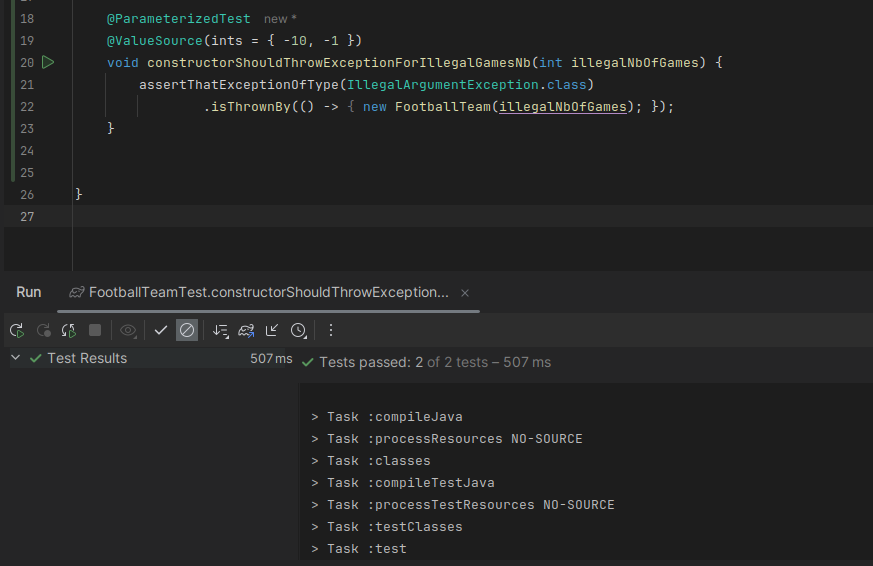 18 @ParameterizedTest new *
19 @ValueSource(ints = { -10, -1 })
20 void constructorShouldThrowExceptionForIllegalGamesNb(int illegalNbOfGames) {
21 assertThatExceptionOfType(IllegalArgumentException.class)
22 .isThrownBy(() -> { new FootballTeam(illegalNbOfGames); });
23 }
24
25
26 }
27
Run FootballTeamTest.constructorShouldThrowException... ×
Test Results 507 ms
Tests passed: 2 of 2 tests – 507 ms
> Task :compileJava
> Task :processResources NO-SOURCE
> Task :classes
> Task :compileTestJava
> Task :processTestResources NO-SOURCE
> Task :testClasses
> Task :test